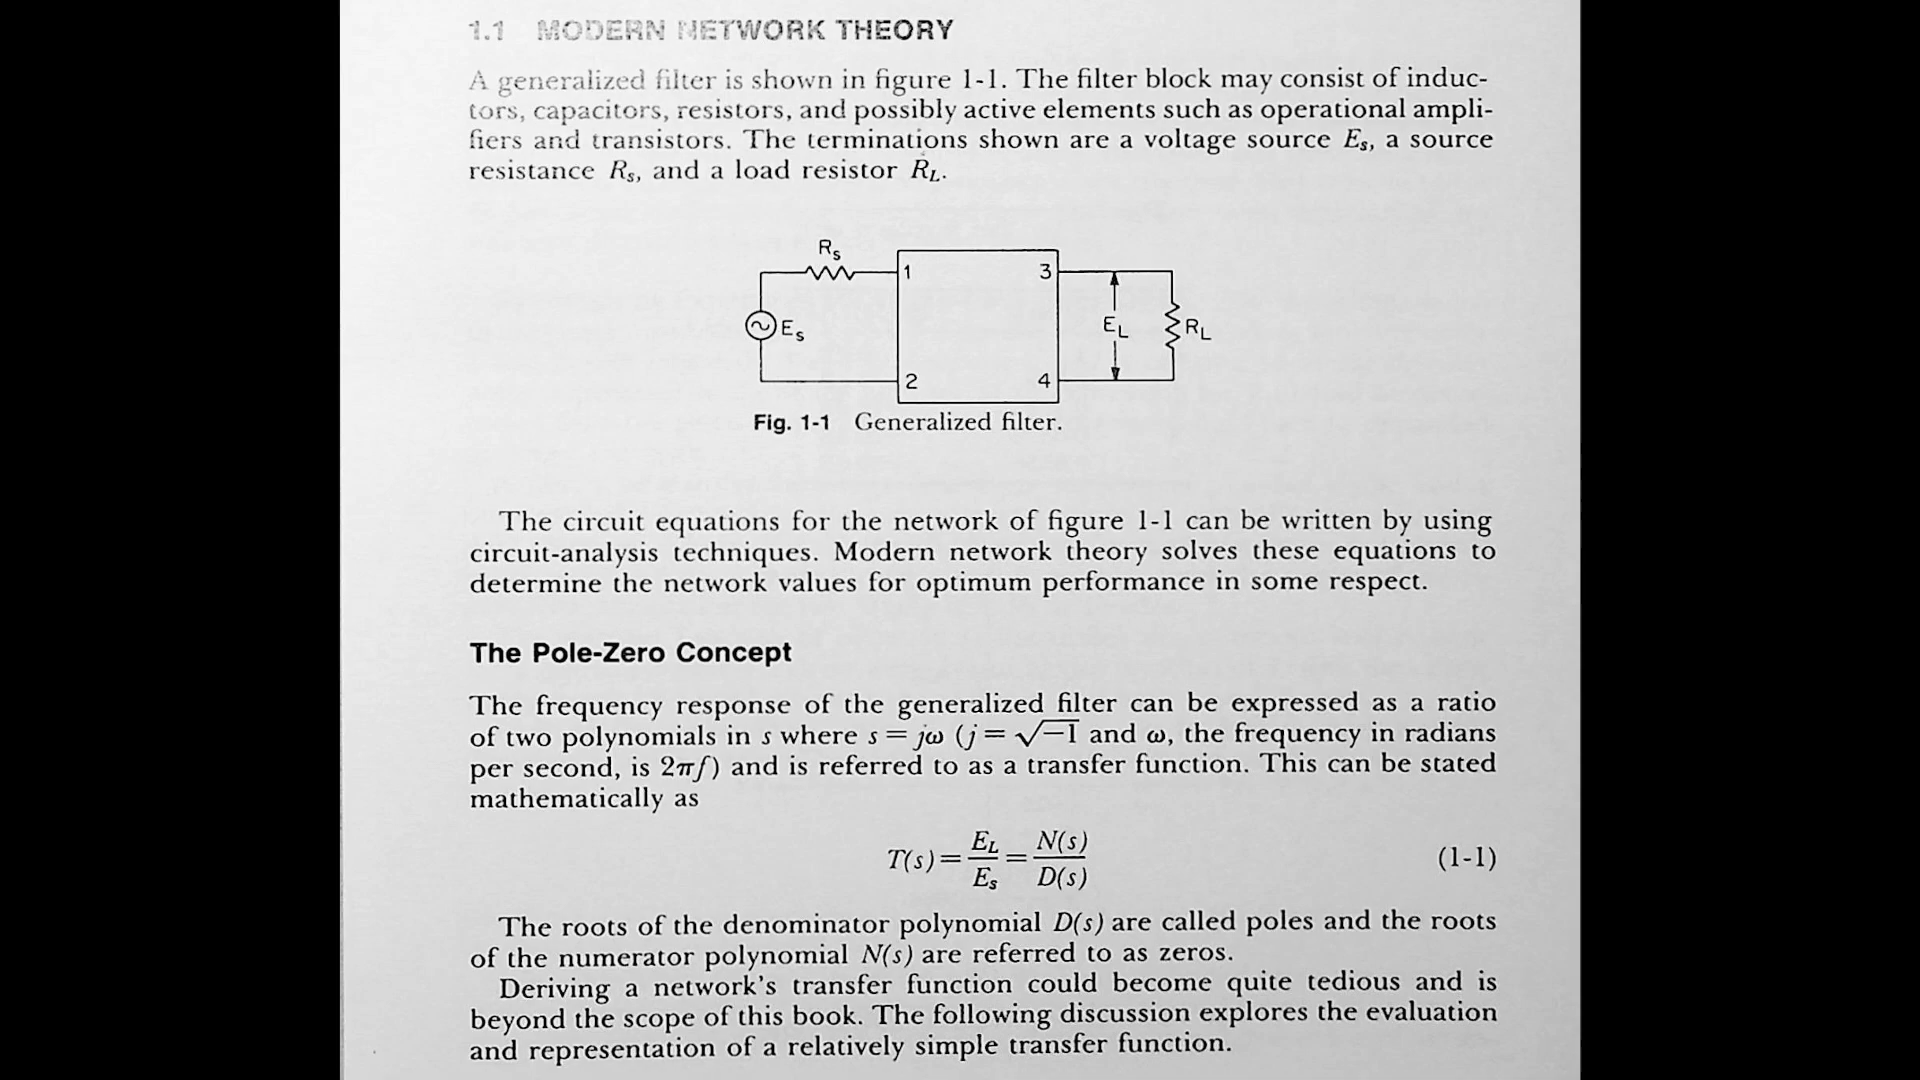 1.1 MODERN NETWORK THEORY
A generalized filter is shown in figure 1-1. The filter block may consist of induc-
tors, capacitors, resistors, and possibly active elements such as operational ampli-
fiers and transistors. The terminations shown are a voltage source Es, a source
resistance Rs, and a load resistor RL.
Rs
1
3
Es
EL
RL
2
4
Fig. 1-1 Generalized filter.
The circuit equations for the network of figure 1-1 can be written by using
circuit-analysis techniques. Modern network theory solves these equations to
determine the network values for optimum performance in some respect.
The Pole-Zero Concept
The frequency response of the generalized filter can be expressed as a ratio
of two polynomials in s where s = jω (j = √−1 and ω, the frequency in radians
per second, is 2πf) and is referred to as a transfer function. This can be stated
mathematically as
T(s) = EL/Es = N(s)/D(s) (1-1)
The roots of the denominator polynomial D(s) are called poles and the roots
of the numerator polynomial N(s) are referred to as zeros.
Deriving a network's transfer function could become quite tedious and is
beyond the scope of this book. The following discussion explores the evaluation
and representation of a relatively simple transfer function.